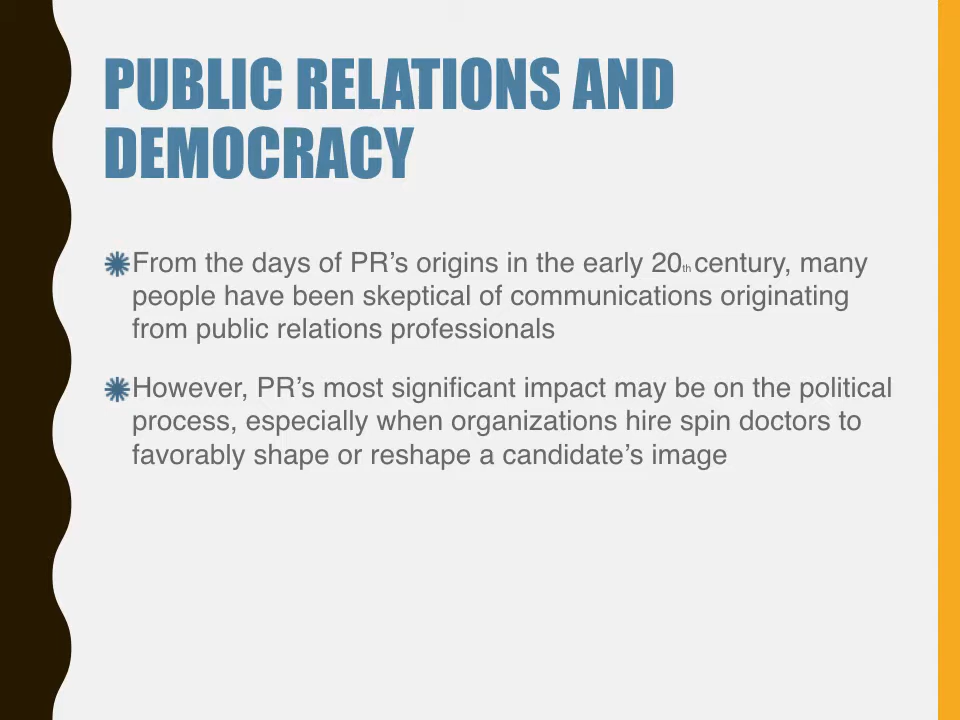 PUBLIC RELATIONS AND
DEMOCRACY
From the days of PR’s origins in the early 20th century, many
people have been skeptical of communications originating
from public relations professionals
However, PR’s most significant impact may be on the political
process, especially when organizations hire spin doctors to
favorably shape or reshape a candidate’s image